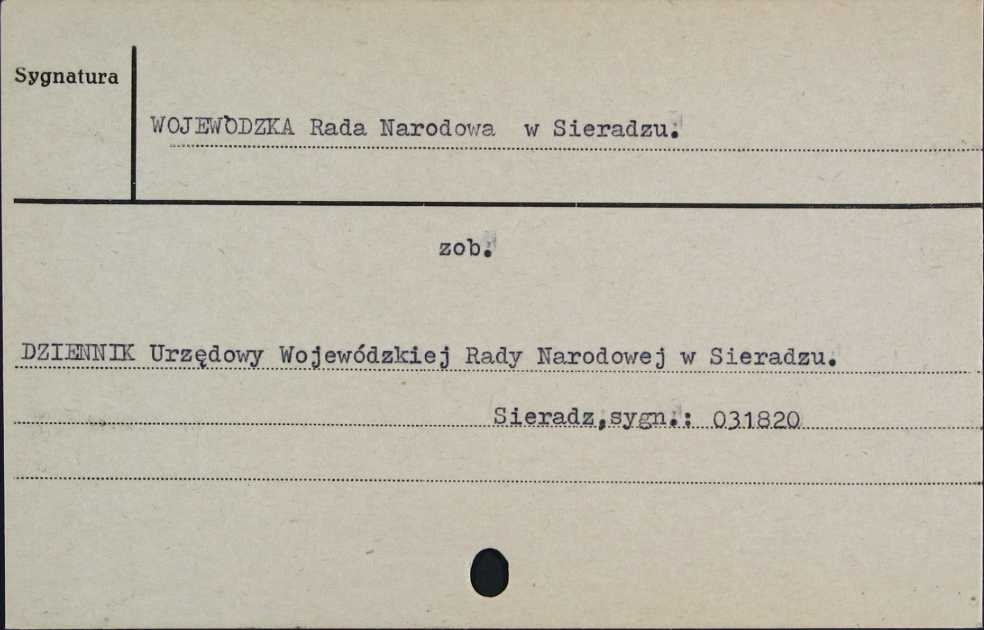 Sygnatura
WOJEWÓDZKA Rada Narodowa w Sieradzu.
zob.
DZIENNIK Urzędowy Wojewódzkiej Rady Narodowej w Sieradzu.
Sieradz,sygn.: 031820